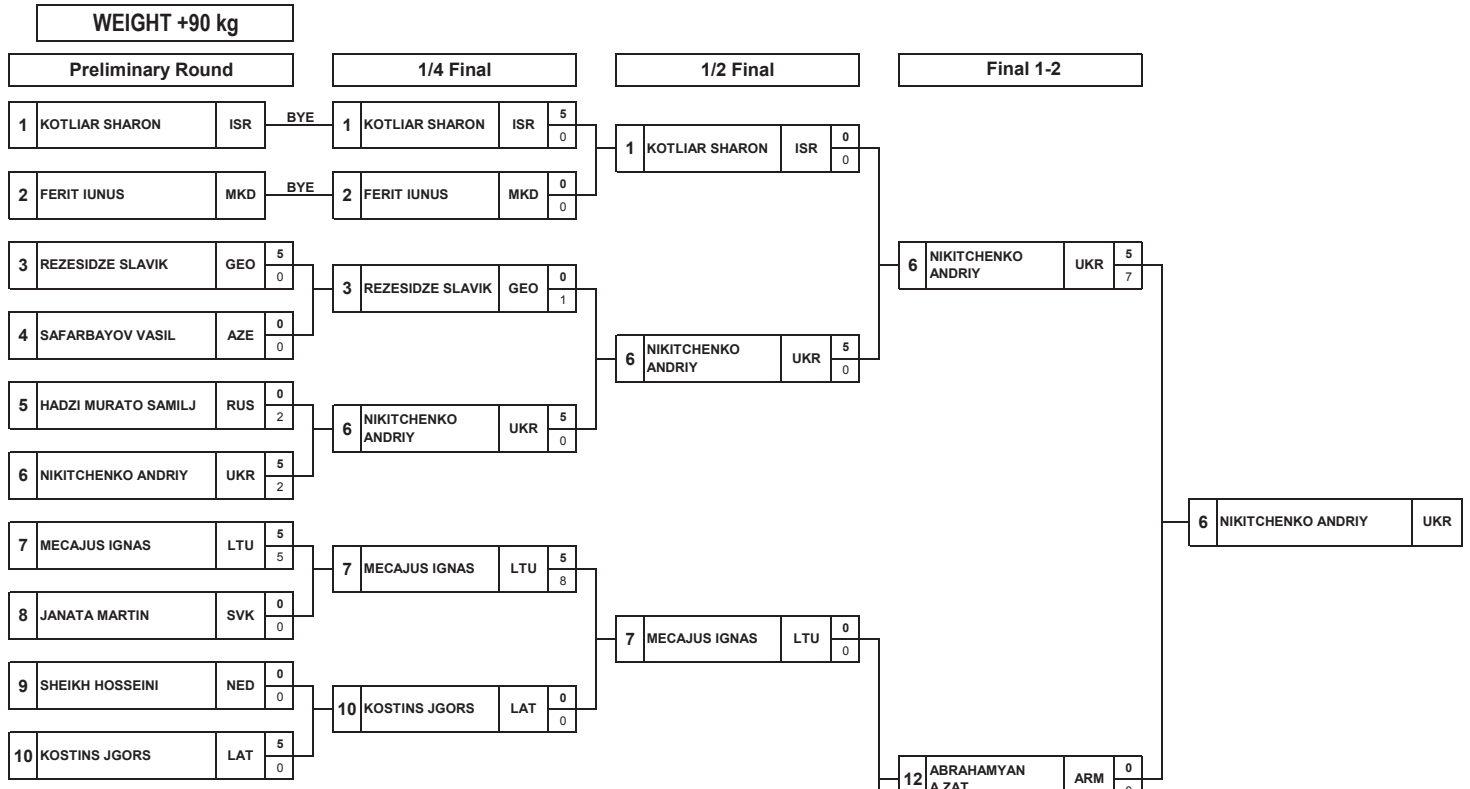 WEIGHT +90 kg
Preliminary Round
1/4 Final
1/2 Final
Final 1-2
1 KOTLIAR SHARON ISR BYE
2 FERIT IUNUS MKD BYE
3 REZESIDZE SLAVIK GEO 5 0
4 SAFARBAYOV VASIL AZE 0 0
5 HADZI MURATO SAMILJ RUS 0 2
6 NIKITCHENKO ANDRIY UKR 5 2
7 MECAJUS IGNAS LTU 5 5
8 JANATA MARTIN SVK 0 0
9 SHEIKH HOSSEINI NED 0 0
10 KOSTINS JGORS LAT 5 0
1 KOTLIAR SHARON ISR 5 0
2 FERIT IUNUS MKD 0 0
3 REZESIDZE SLAVIK GEO 0 1
6 NIKITCHENKO
ANDRIY UKR 5 0
7 MECAJUS IGNAS LTU 5 8
10 KOSTINS JGORS LAT 0 0
1 KOTLIAR SHARON ISR 0 0
6 NIKITCHENKO
ANDRIY UKR 5 0
7 MECAJUS IGNAS LTU 0 0
6 NIKITCHENKO
ANDRIY UKR 5 7
12 ABRAHAMYAN
AZAT ARM 0
6 NIKITCHENKO ANDRIY UKR